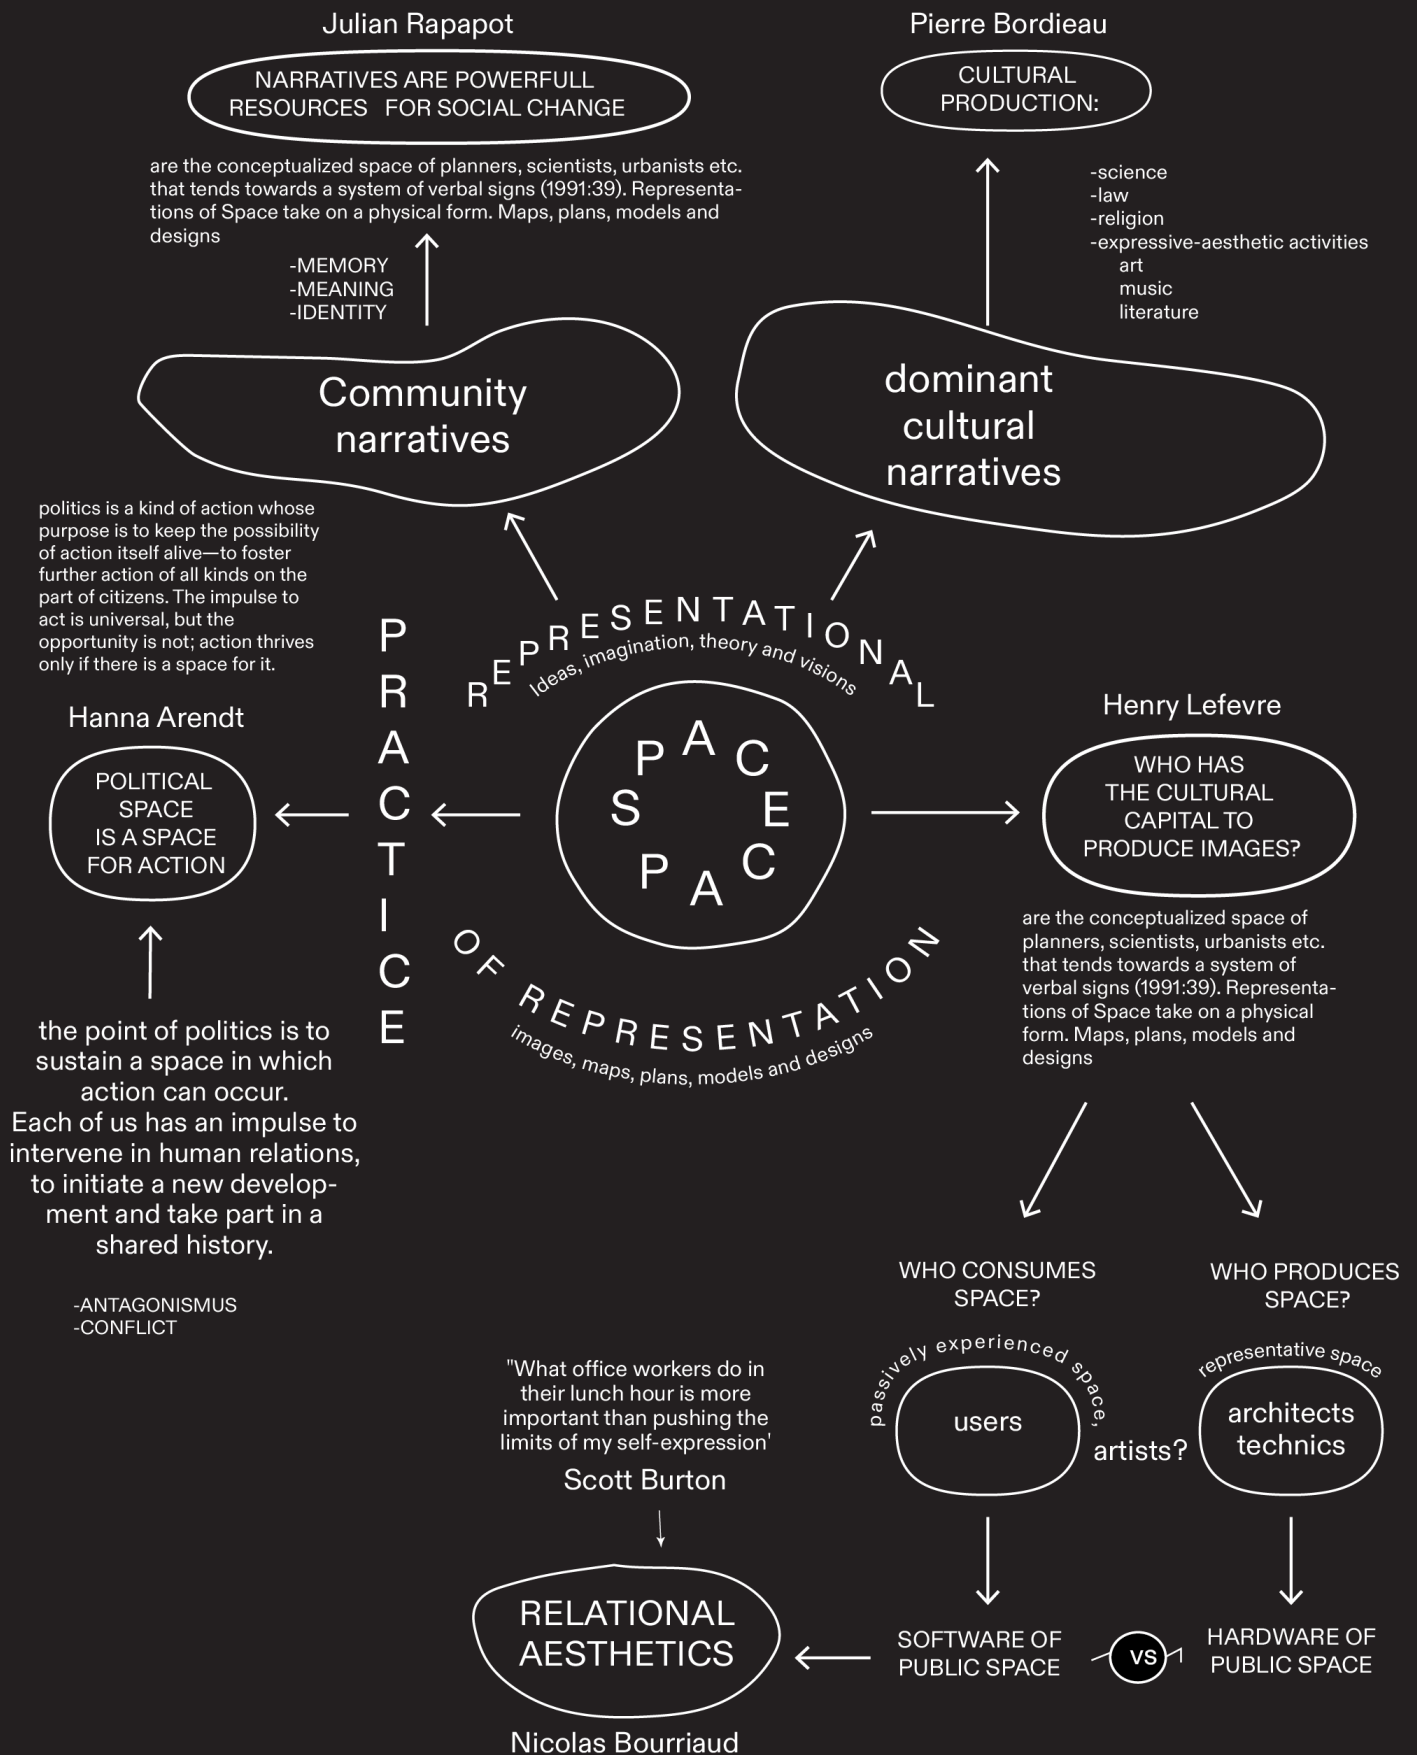 Julian Rapapot
NARRATIVES ARE POWERFULL
RESOURCES FOR SOCIAL CHANGE
are the conceptualized space of planners, scientists, urbanists etc.
that tends towards a system of verbal signs (1991:39). Representa-
tions of Space take on a physical form. Maps, plans, models and
designs
-MEMORY
-MEANING
-IDENTITY
Community
narratives
Pierre Bordieau
CULTURAL
PRODUCTION:
-science
-law
-religion
-expressive-aesthetic activities
art
music
literature
dominant
cultural
narratives
politics is a kind of action whose
purpose is to keep the possibility
of action itself alive—to foster
further action of all kinds on the
part of citizens. The impulse to
act is universal, but the
opportunity is not; action thrives
only if there is a space for it.
Hanna Arendt
POLITICAL
SPACE
IS A SPACE
FOR ACTION
the point of politics is to
sustain a space in which
action can occur.
Each of us has an impulse to
intervene in human relations,
to initiate a new develop-
ment and take part in a
shared history.
-ANTAGONISMUS
-CONFLICT
PRACTICE
REPRESENTATIONAL
Ideas, imagination, theory and visions
SPACE
SPACE
OF REPRESENTATION
images, maps, plans, models and designs
Henry Lefevre
WHO HAS
THE CULTURAL
CAPITAL TO
PRODUCE IMAGES?
are the conceptualized space of
planners, scientists, urbanists etc.
that tends towards a system of
verbal signs (1991:39). Representa-
tions of Space take on a physical
form. Maps, plans, models and
designs
WHO CONSUMES
SPACE?
passively experienced space,
users
artists?
WHO PRODUCES
SPACE?
representative space
architects
technics
SOFTWARE OF
PUBLIC SPACE
vs
HARDWARE OF
PUBLIC SPACE
"What office workers do in
their lunch hour is more
important than pushing the
limits of my self-expression'
Scott Burton
RELATIONAL
AESTHETICS
Nicolas Bourriaud